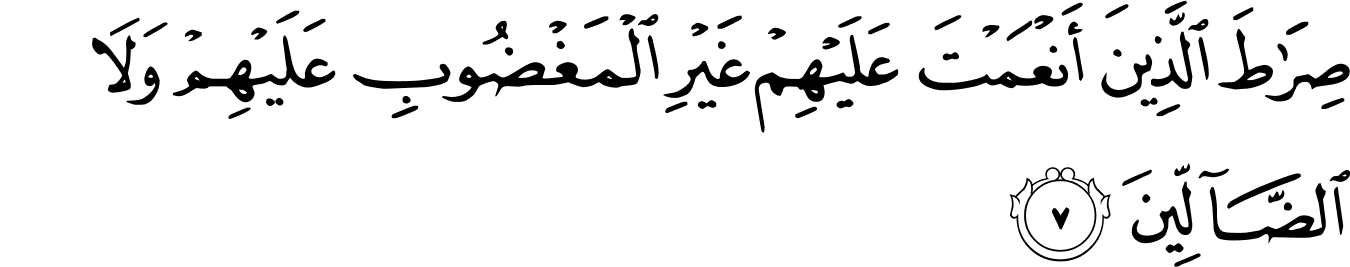 صِرَٰطَ ٱلَّذِينَ أَنْعَمْتَ عَلَيْهِمْ غَيْرِ ٱلْمَغْضُوبِ عَلَيْهِمْ وَلَا
ٱلضَّآلِّينَ ٧